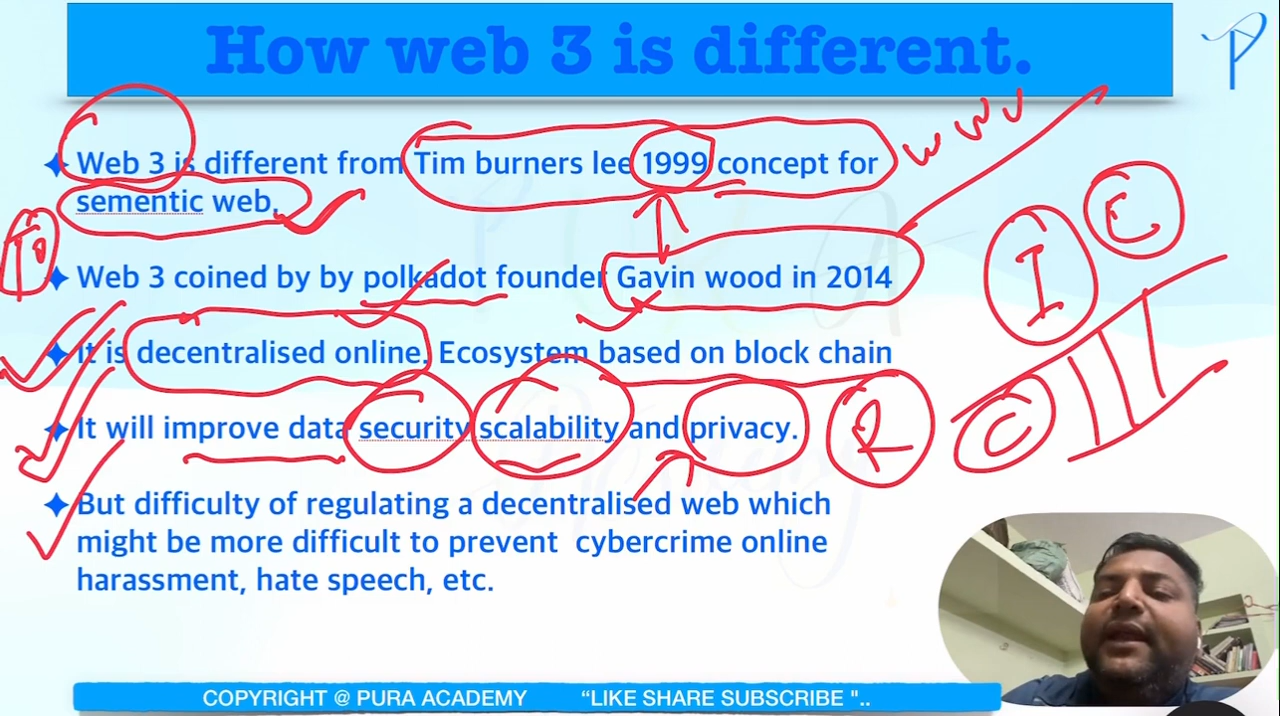 How web 3 is different.
P
Web 3 is different from Tim burners lee 1999 concept for
sementic web.
www
Web 3 coined by by polkadot founder Gavin wood in 2014
I
E
It is decentralised online. Ecosystem based on block chain
It will improve data security scalability and privacy.
R
C
But difficulty of regulating a decentralised web which
might be more difficult to prevent cybercrime online
harassment, hate speech, etc.
COPYRIGHT @ PURA ACADEMY "LIKE SHARE SUBSCRIBE "..